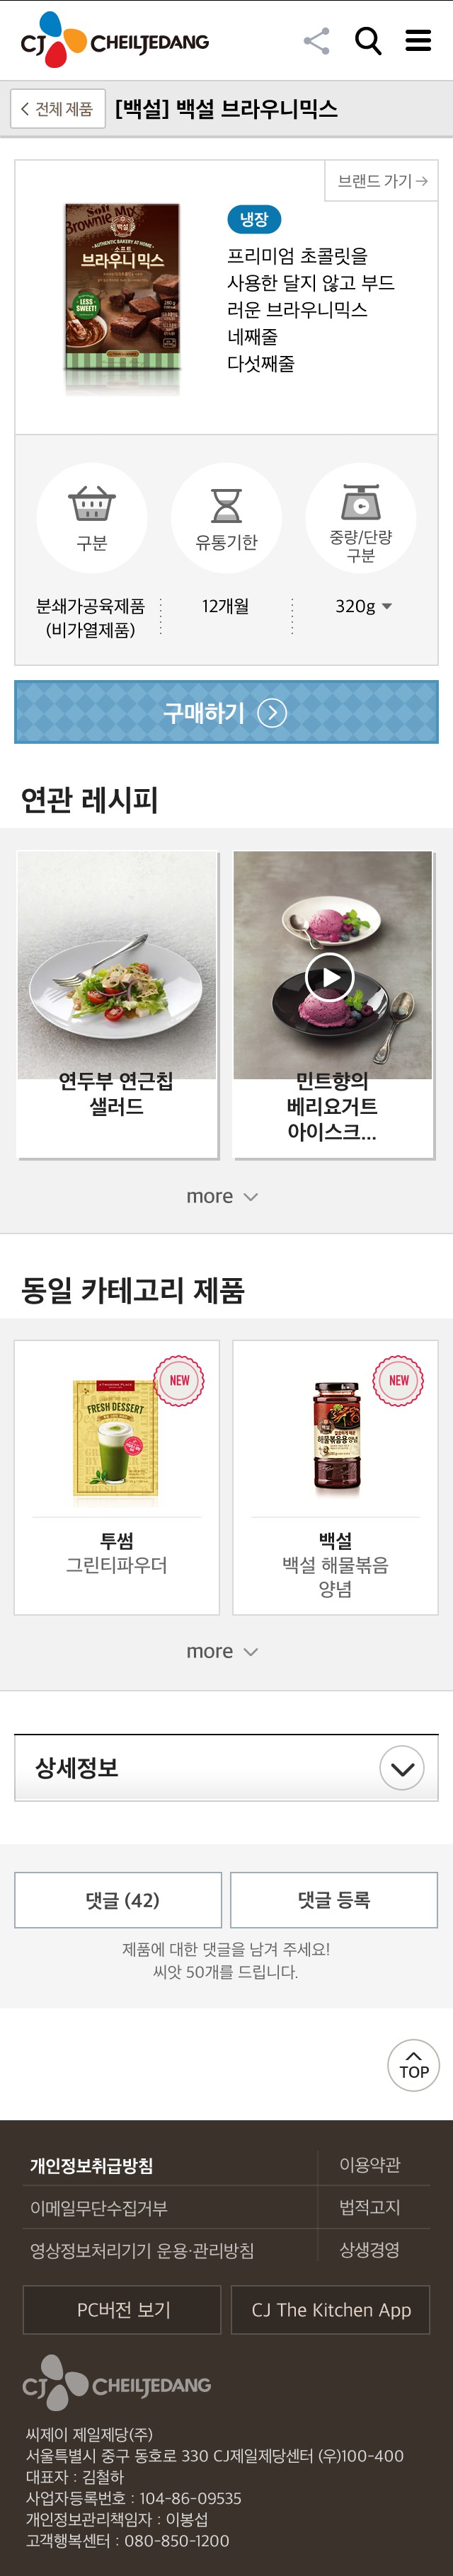 CJ CHEILJEDANG
전체 제품
[백설] 백설 브라우니믹스
브랜드 가기
Soft
Brownie Mix
백설
AUTHENTIC BAKERY AT HOME
소프트
브라우니믹스
LESS
SWEET!
냉장
프리미엄 초콜릿을
사용한 달지 않고 부드
러운 브라우니믹스
네째줄
다섯째줄
구분
유통기한
중량/단량
구분
분쇄가공육제품
(비가열제품)
12개월
320g
구매하기
연관 레시피
연두부 연근칩
샐러드
민트향의
베리요거트
아이스크...
more
동일 카테고리 제품
NEW
A TWOSOME PLACE
FRESH DESSERT
NEW
해물볶음용양념
투썸
그린티파우더
백설
백설 해물볶음
양념
more
상세정보
댓글 (42)
댓글 등록
제품에 대한 댓글을 남겨 주세요!
씨앗 50개를 드립니다.
TOP
개인정보취급방침
이용약관
이메일무단수집거부
법적고지
영상정보처리기기 운용·관리방침
상생경영
PC버전 보기
CJ The Kitchen App
CJ CHEILJEDANG
씨제이 제일제당(주)
서울특별시 중구 동호로 330 CJ제일제당센터 (우)100-400
대표자 : 김철하
사업자등록번호 : 104-86-09535
개인정보관리책임자 : 이봉섭
고객행복센터 : 080-850-1200